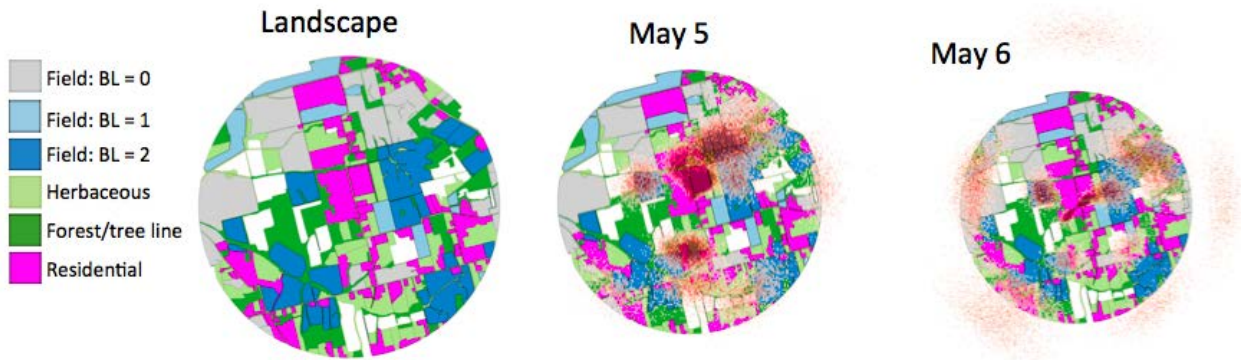 Landscape
May 5
May 6
Field: BL = 0
Field: BL = 1
Field: BL = 2
Herbaceous
Forest/tree line
Residential